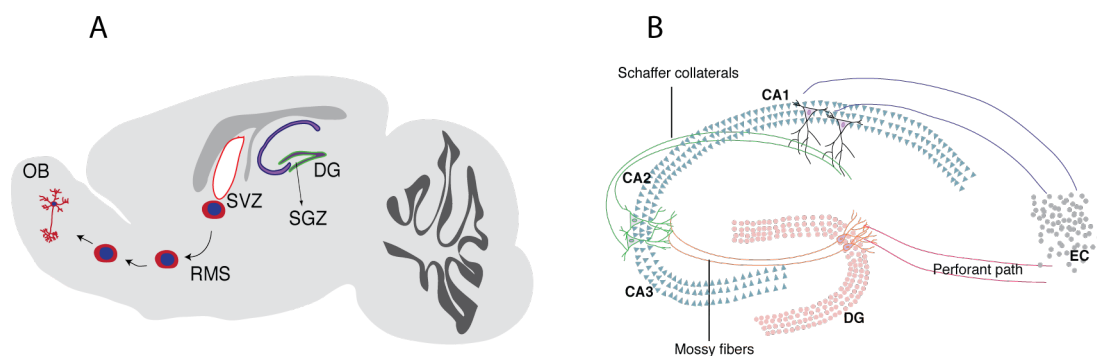 A
B
OB
SVZ
DG
SGZ
RMS
Schaffer collaterals
CA1
CA2
CA3
EC
Perforant path
DG
Mossy fibers